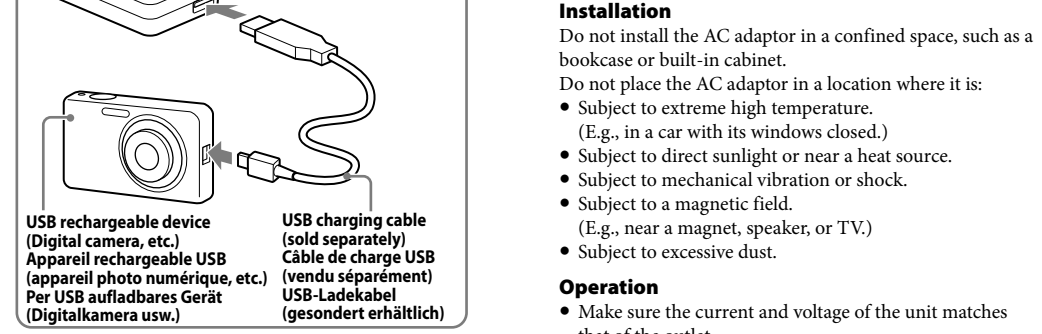 USB rechargeable device
(Digital camera, etc.)
Appareil rechargeable USB
(appareil photo numérique, etc.)
Per USB aufladbares Gerät
(Digitalkamera usw.)
USB charging cable
(sold separately)
Câble de charge USB
(vendu séparément)
USB-Ladekabel
(gesondert erhältlich)
Installation
Do not install the AC adaptor in a confined space, such as a
bookcase or built-in cabinet.
Do not place the AC adaptor in a location where it is:
• Subject to extreme high temperature.
(E.g., in a car with its windows closed.)
• Subject to direct sunlight or near a heat source.
• Subject to mechanical vibration or shock.
• Subject to a magnetic field.
(E.g., near a magnet, speaker, or TV.)
• Subject to excessive dust.
Operation
• Make sure the current and voltage of the unit matches
that of the outlet.